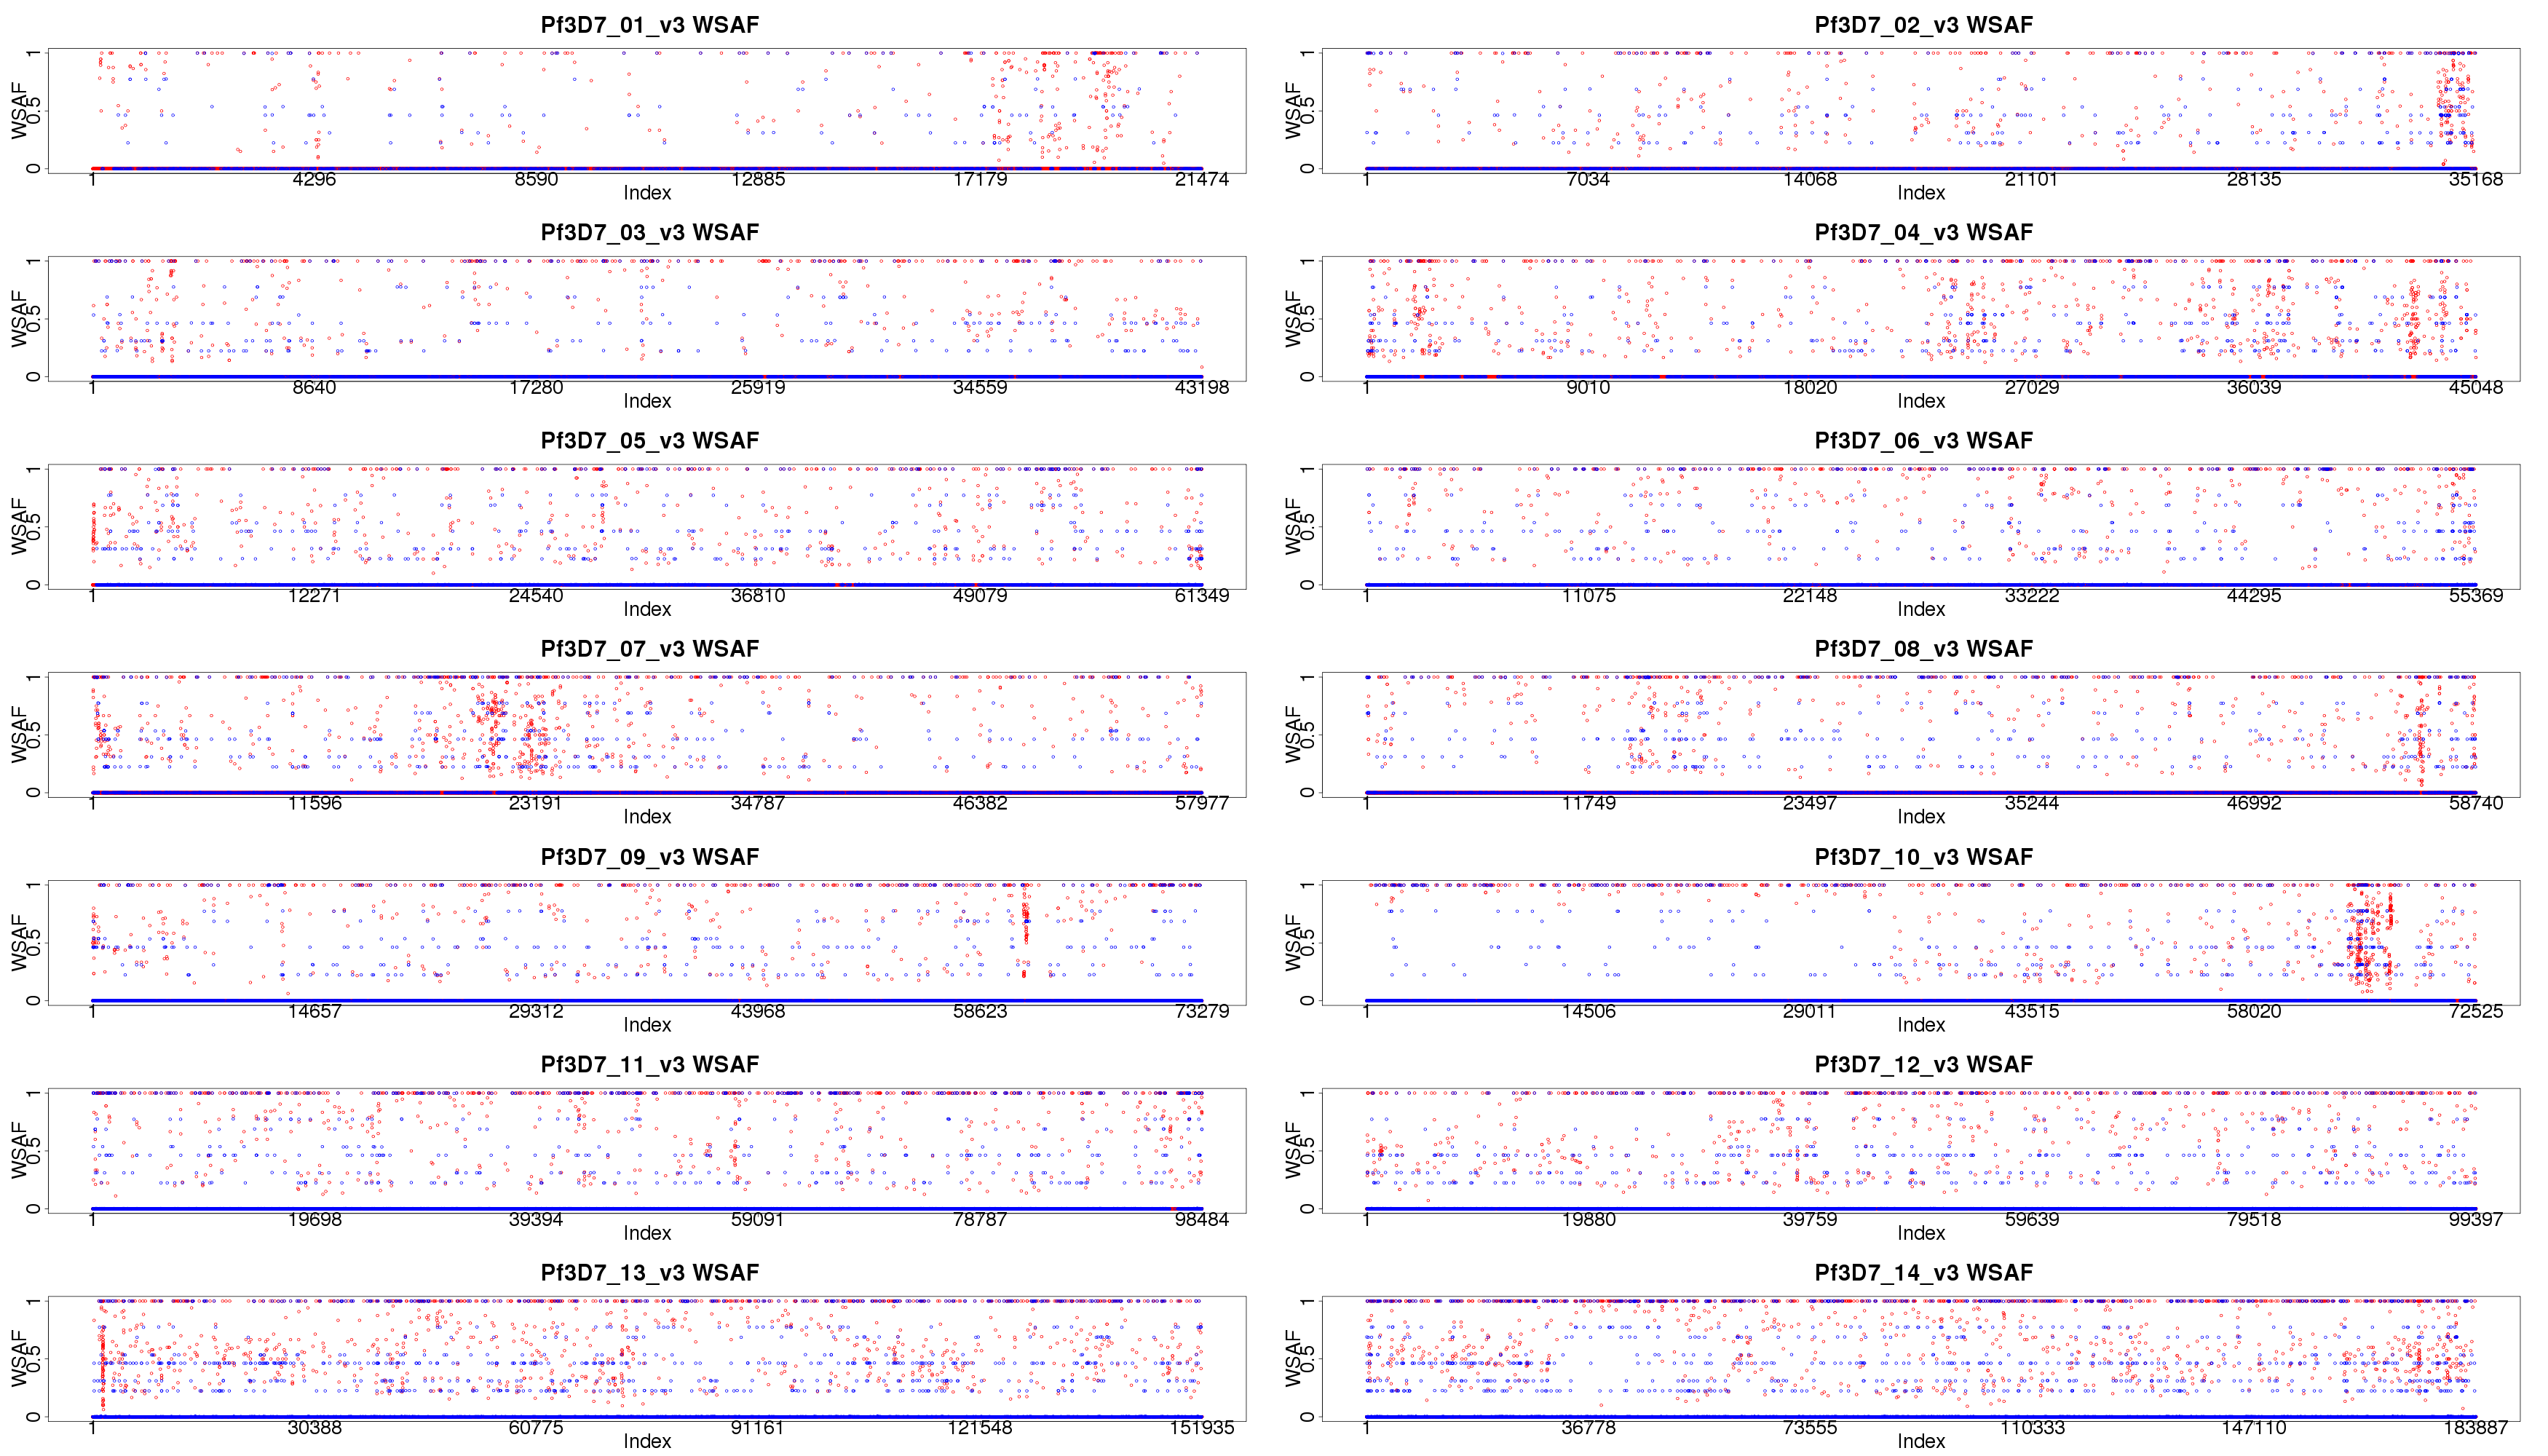 Pf3D7_01_v3 WSAF
WSAF
0 0.5 1
1 4296 8590 12885 17179 21474
Index
Pf3D7_02_v3 WSAF
WSAF
0 0.5 1
1 7034 14068 21101 28135 35168
Index
Pf3D7_03_v3 WSAF
WSAF
0 0.5 1
1 8640 17280 25919 34559 43198
Index
Pf3D7_04_v3 WSAF
WSAF
0 0.5 1
1 9010 18020 27029 36039 45048
Index
Pf3D7_05_v3 WSAF
WSAF
0 0.5 1
1 12271 24540 36810 49079 61349
Index
Pf3D7_06_v3 WSAF
WSAF
0 0.5 1
1 11075 22148 33222 44295 55369
Index
Pf3D7_07_v3 WSAF
WSAF
0 0.5 1
1 11596 23191 34787 46382 57977
Index
Pf3D7_08_v3 WSAF
WSAF
0 0.5 1
1 11749 23497 35244 46992 58740
Index
Pf3D7_09_v3 WSAF
WSAF
0 0.5 1
1 14657 29312 43968 58623 73279
Index
Pf3D7_10_v3 WSAF
WSAF
0 0.5 1
1 14506 29011 43515 58020 72525
Index
Pf3D7_11_v3 WSAF
WSAF
0 0.5 1
1 19698 39394 59091 78787 98484
Index
Pf3D7_12_v3 WSAF
WSAF
0 0.5 1
1 19880 39759 59639 79518 99397
Index
Pf3D7_13_v3 WSAF
WSAF
0 0.5 1
1 30388 60775 91161 121548 151935
Index
Pf3D7_14_v3 WSAF
WSAF
0 0.5 1
1 36778 73555 110333 147110 183887
Index